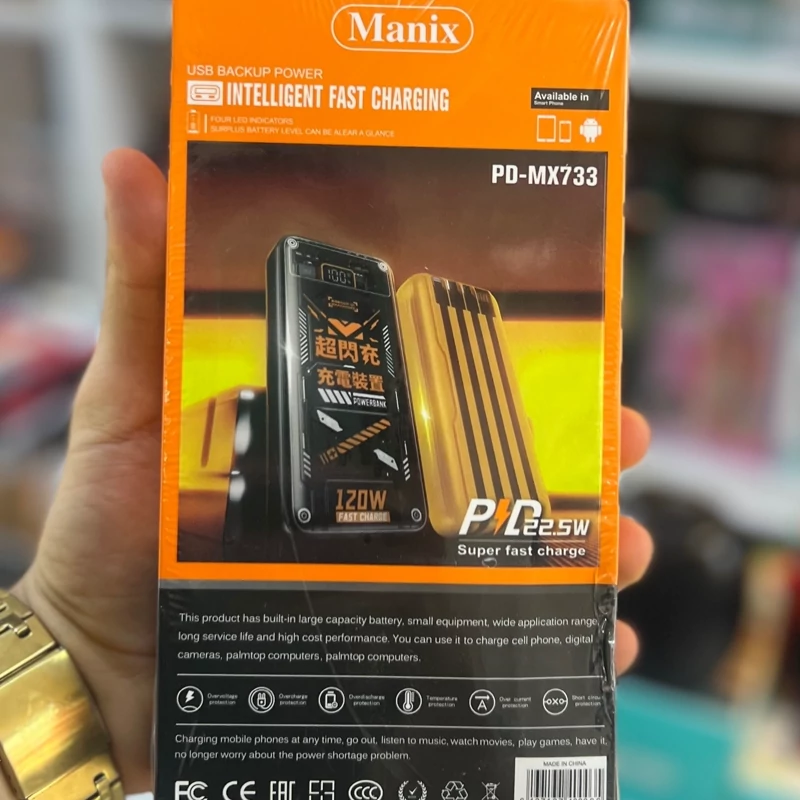 Manix
USB BACKUP POWER
INTELLIGENT FAST CHARGING
Available in
Smart Phone
FOUR LED INDICATORS
SURPLUS BATTERY LEVEL CAN BE ALEAR A GLANCE
PD-MX733
100%
超閃充
充電裝置
POWERBANK
120W
FAST CHARGE
PD22.5W
Super fast charge
This product has built-in large capacity battery, small equipment, wide application range,
long service life and high cost performance. You can use it to charge cell phone, digital
cameras, palmtop computers, palmtop computers.
Overvoltage protection
Overcharge protection
Overdischarge protection
Temperature protection
Over current protection
Short circuit protection
Charging mobile phones at any time, go out, listen to music, watch movies, play games, have it,
no longer worry about the power shortage problem.
MADE IN CHINA
FC CE EAC CCC